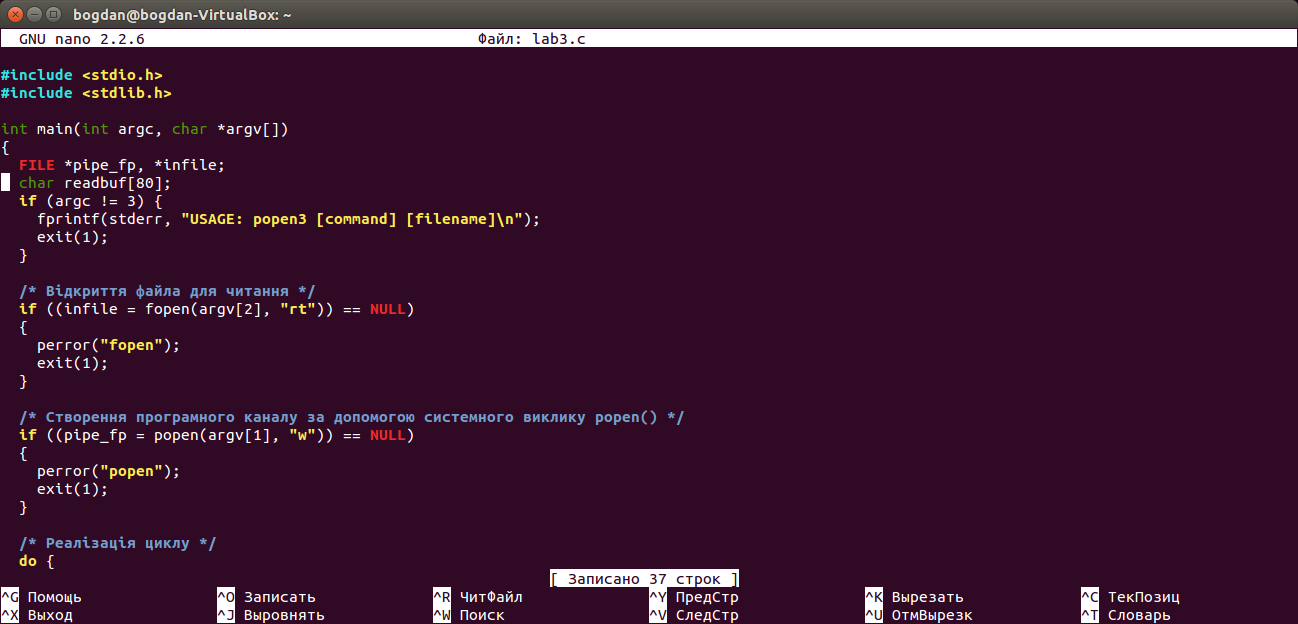 bogdan@bogdan-VirtualBox: ~
GNU nano 2.2.6 Файл: lab3.c
#include <stdio.h>
#include <stdlib.h>
int main(int argc, char *argv[])
{
FILE *pipe_fp, *infile;
char readbuf[80];
if (argc != 3) {
fprintf(stderr, "USAGE: popen3 [command] [filename]\n");
exit(1);
}
/* Відкриття файла для читання */
if ((infile = fopen(argv[2], "rt")) == NULL)
{
perror("fopen");
exit(1);
}
/* Створення програмного каналу за допомогою системного виклику popen() */
if ((pipe_fp = popen(argv[1], "w")) == NULL)
{
perror("popen");
exit(1);
}
/* Реалізація циклу */
do {
[ Записано 37 строк ]
^G Помощь ^O Записать ^R ЧитФайл ^Y ПредСтр ^K Вырезать ^C ТекПозиц
^X Выход ^J Выровнять ^W Поиск ^V СледСтр ^U ОтмВырезк ^T Словарь